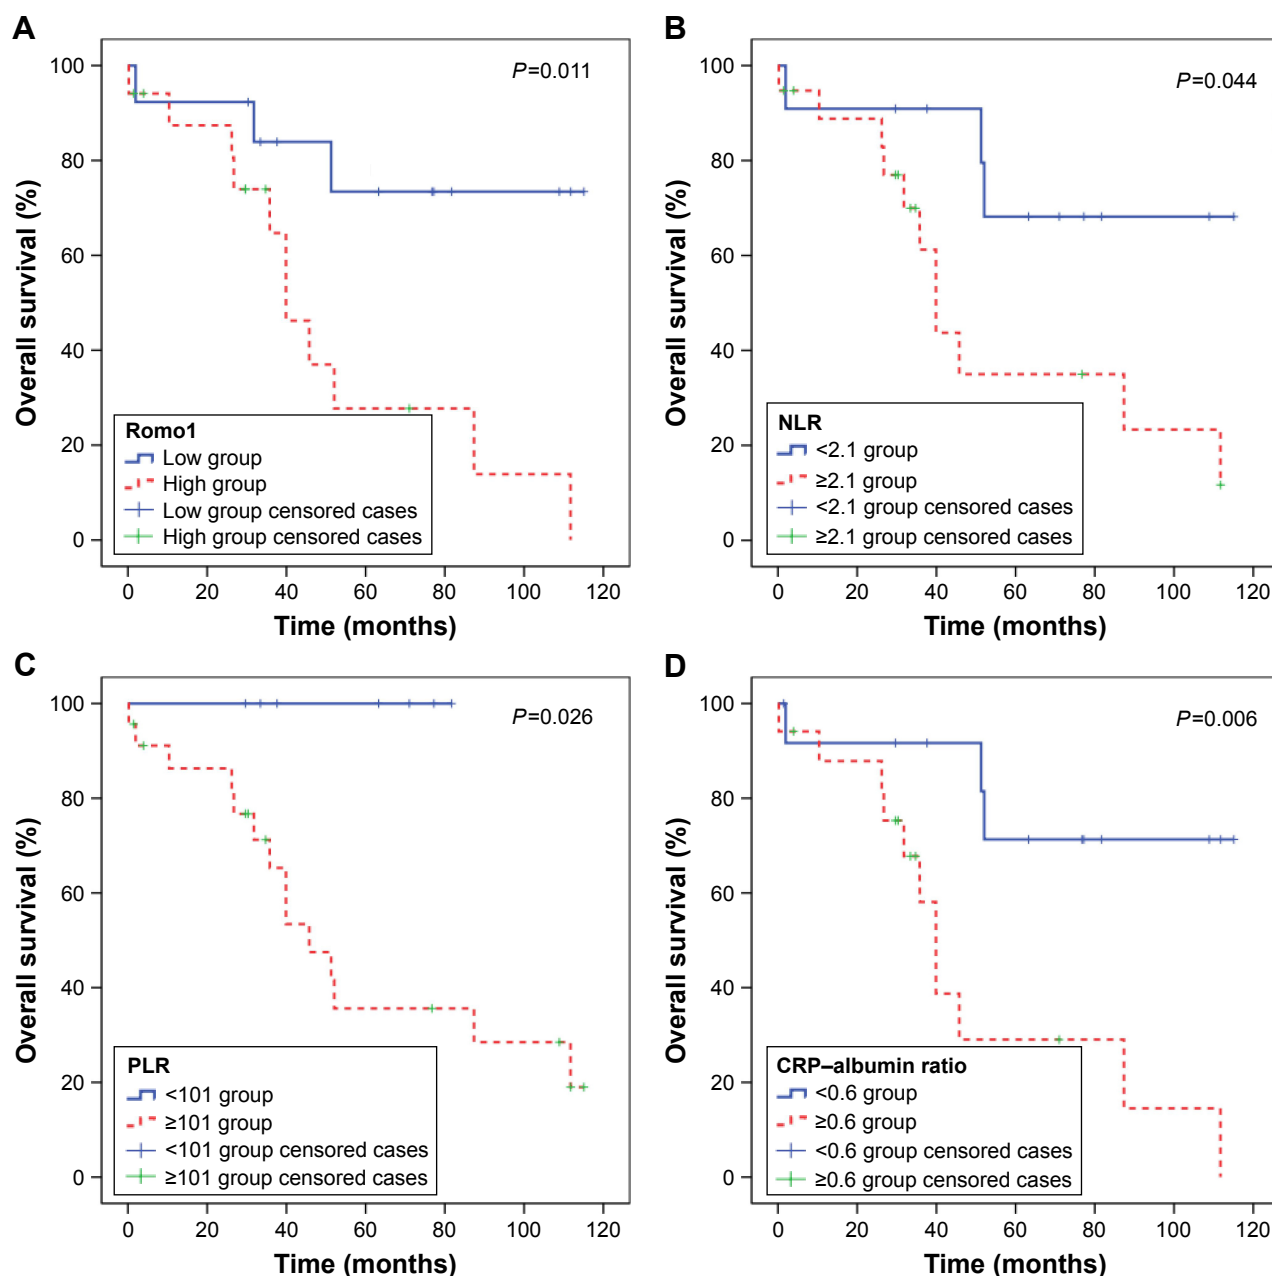 A
P=0.011
Overall survival (%)
100
80
60
40
20
0
Romo1
Low group
High group
Low group censored cases
High group censored cases
0 20 40 60 80 100 120
Time (months)
B
P=0.044
Overall survival (%)
100
80
60
40
20
0
NLR
<2.1 group
≥2.1 group
<2.1 group censored cases
≥2.1 group censored cases
0 20 40 60 80 100 120
Time (months)
C
P=0.026
Overall survival (%)
100
80
60
40
20
0
PLR
<101 group
≥101 group
<101 group censored cases
≥101 group censored cases
0 20 40 60 80 100 120
Time (months)
D
P=0.006
Overall survival (%)
100
80
60
40
20
0
CRP–albumin ratio
<0.6 group
≥0.6 group
<0.6 group censored cases
≥0.6 group censored cases
0 20 40 60 80 100 120
Time (months)